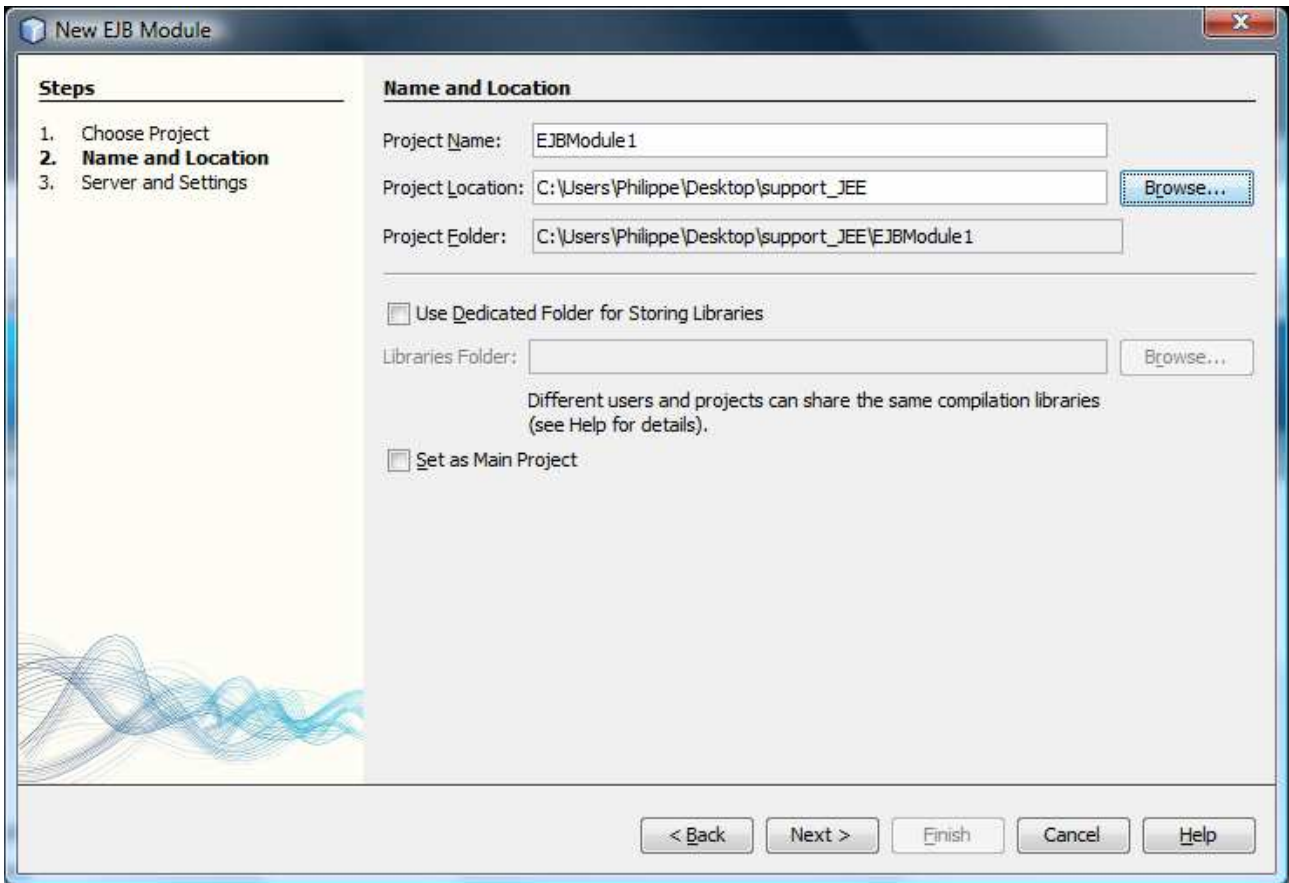 New EJB Module
Steps
1. Choose Project
2. Name and Location
3. Server and Settings
Name and Location
Project Name: EJBModule1
Project Location: C:\Users\Philippe\Desktop\support_JEE Browse...
Project Folder: C:\Users\Philippe\Desktop\support_JEE\EJBModule1
Use Dedicated Folder for Storing Libraries
Libraries Folder: Browse...
Different users and projects can share the same compilation libraries
(see Help for details).
Set as Main Project
< Back Next > Finish Cancel Help